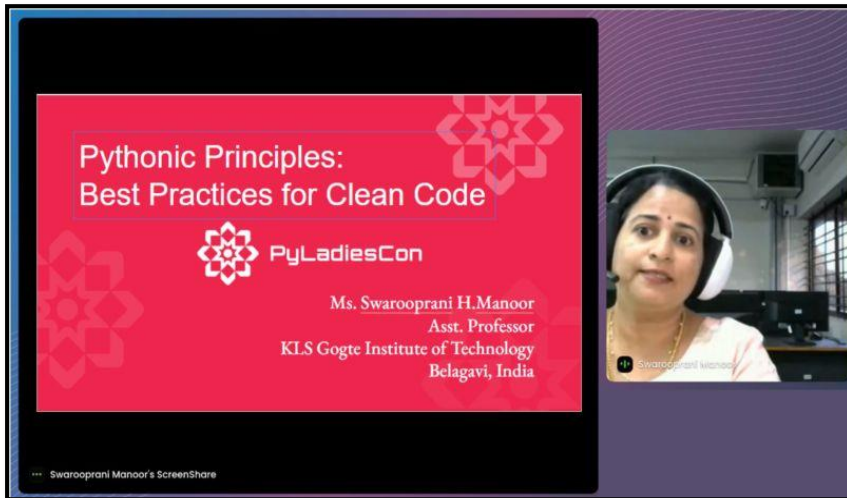 Pythonic Principles:
Best Practices for Clean Code
PyLadiesCon
Ms. Swarooprani H.Manoor
Asst. Professor
KLS Gogte Institute of Technology
Belagavi, India
Swarooprani Manoor
Swarooprani Manoor's ScreenShare